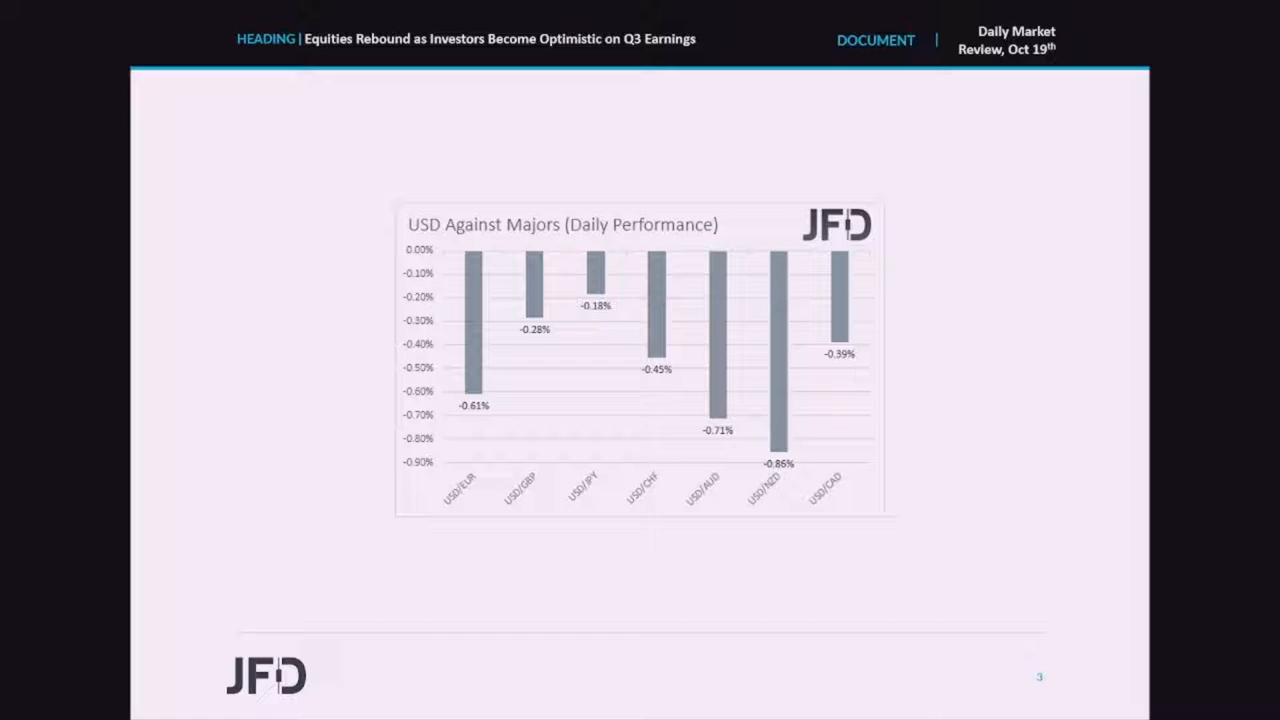 HEADING | Equities Rebound as Investors Become Optimistic on Q3 Earnings
DOCUMENT |
Daily Market
Review, Oct 19th
USD Against Majors (Daily Performance)
JFD
0.00%
-0.10%
-0.20%
-0.30%
-0.40%
-0.50%
-0.60%
-0.70%
-0.80%
-0.90%
-0.61%
-0.28%
-0.18%
-0.45%
-0.71%
-0.86%
-0.39%
USD/EUR
USD/GBP
USD/JPY
USD/CHF
USD/AUD
USD/NZD
USD/CAD
JFD
3